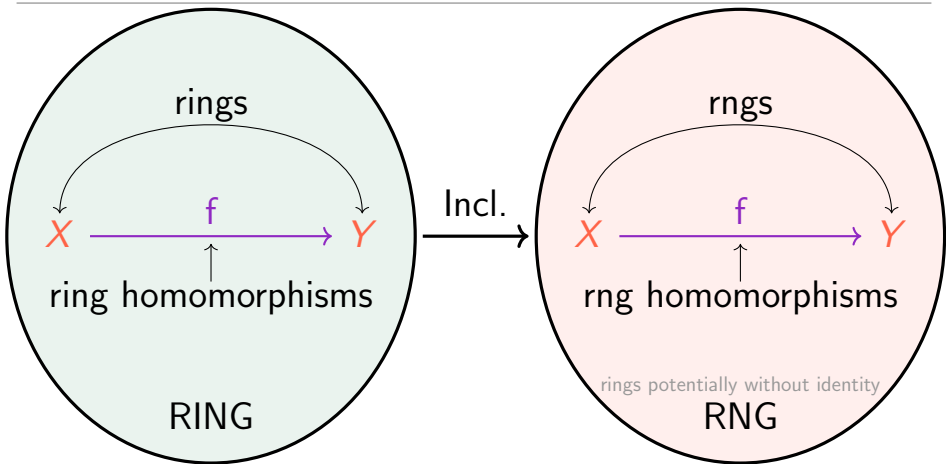 rings
f
X Y
ring homomorphisms
RING
Incl.
rngs
f
X Y
rng homomorphisms
rings potentially without identity
RNG